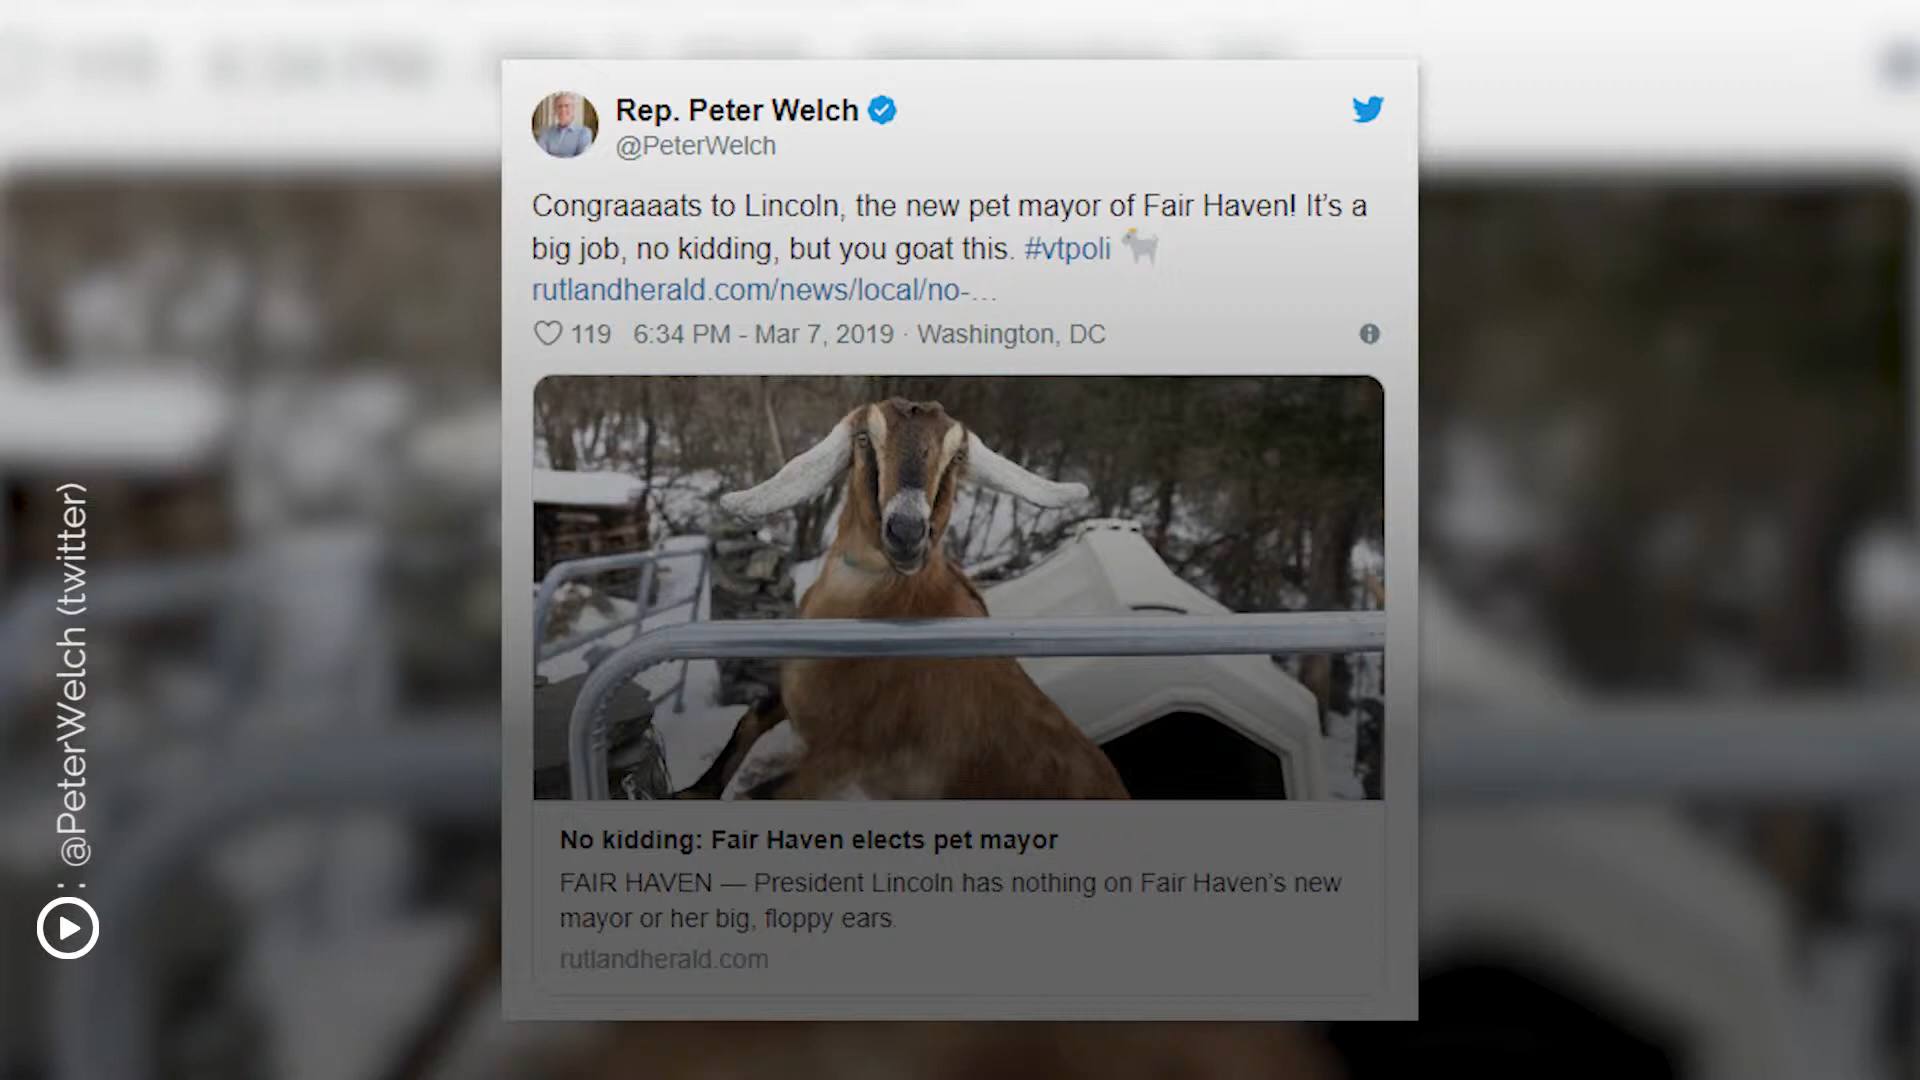 Rep. Peter Welch
@PeterWelch
Congraaaats to Lincoln, the new pet mayor of Fair Haven! It’s a
big job, no kidding, but you goat this. #vtpoli 🐐
rutlandherald.com/news/local/no-…
119 6:34 PM - Mar 7, 2019 · Washington, DC
No kidding: Fair Haven elects pet mayor
FAIR HAVEN — President Lincoln has nothing on Fair Haven’s new
mayor or her big, floppy ears.
rutlandherald.com
: @PeterWelch (twitter)